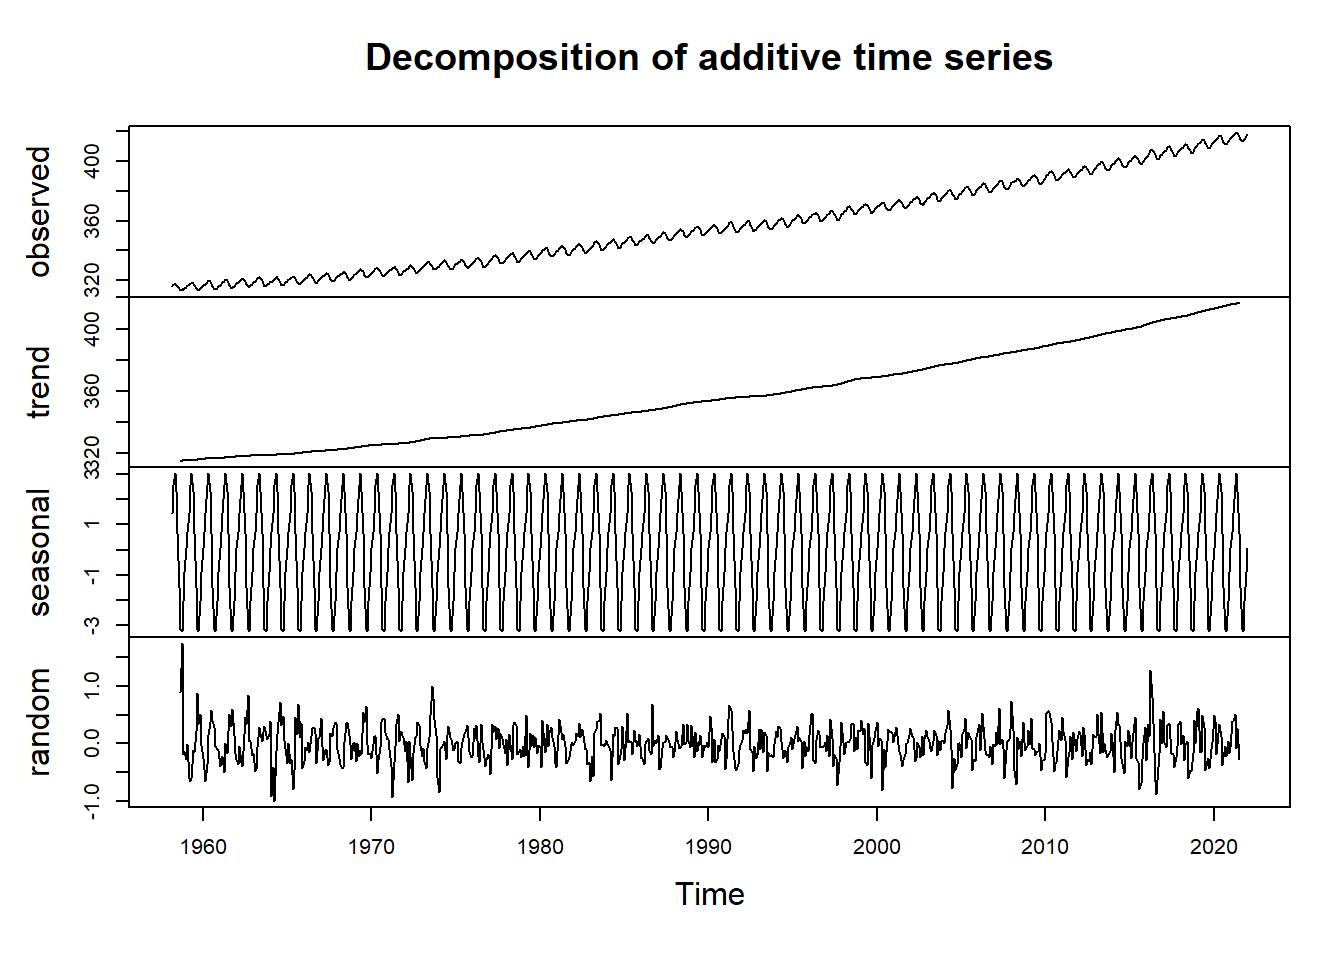 Decomposition of additive time series
observed
320 360 400
trend
320 360 400
seasonal
-3 -1 1 3
random
-1.0 0.0 1.0
1960 1970 1980 1990 2000 2010 2020
Time